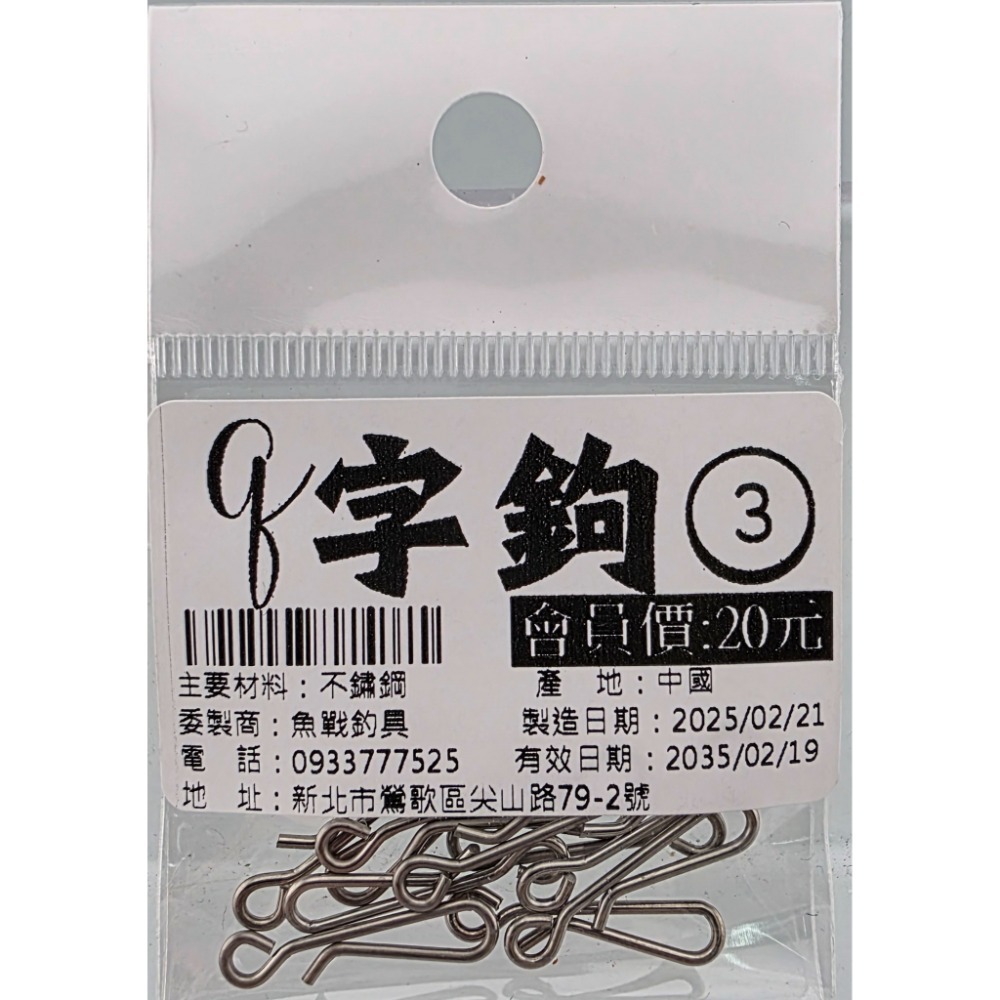 q字鉤 3
會員價:20元
主要材料：不鏽鋼
產 地：中國
委製商：魚戰釣具
製造日期：2025/02/21
電 話：0933777525
有效日期：2035/02/19
地 址：新北市鶯歌區尖山路79-2號